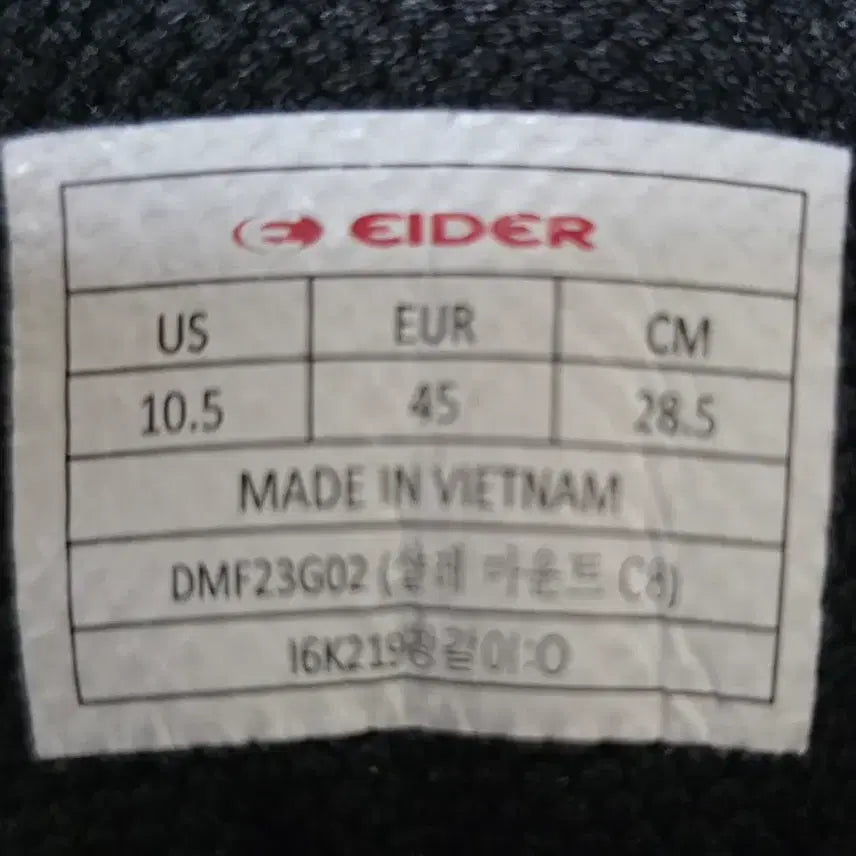 EIDER
US EUR CM
10.5 45 28.5
MADE IN VIETNAM
DMF23G02